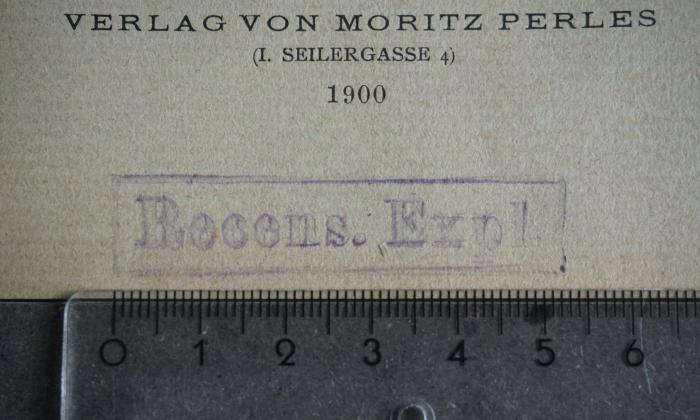 VERLAG VON MORITZ PERLES
(I. SEILERGASSE 4)
1900
Recens. Expl
0 1 2 3 4 5 6